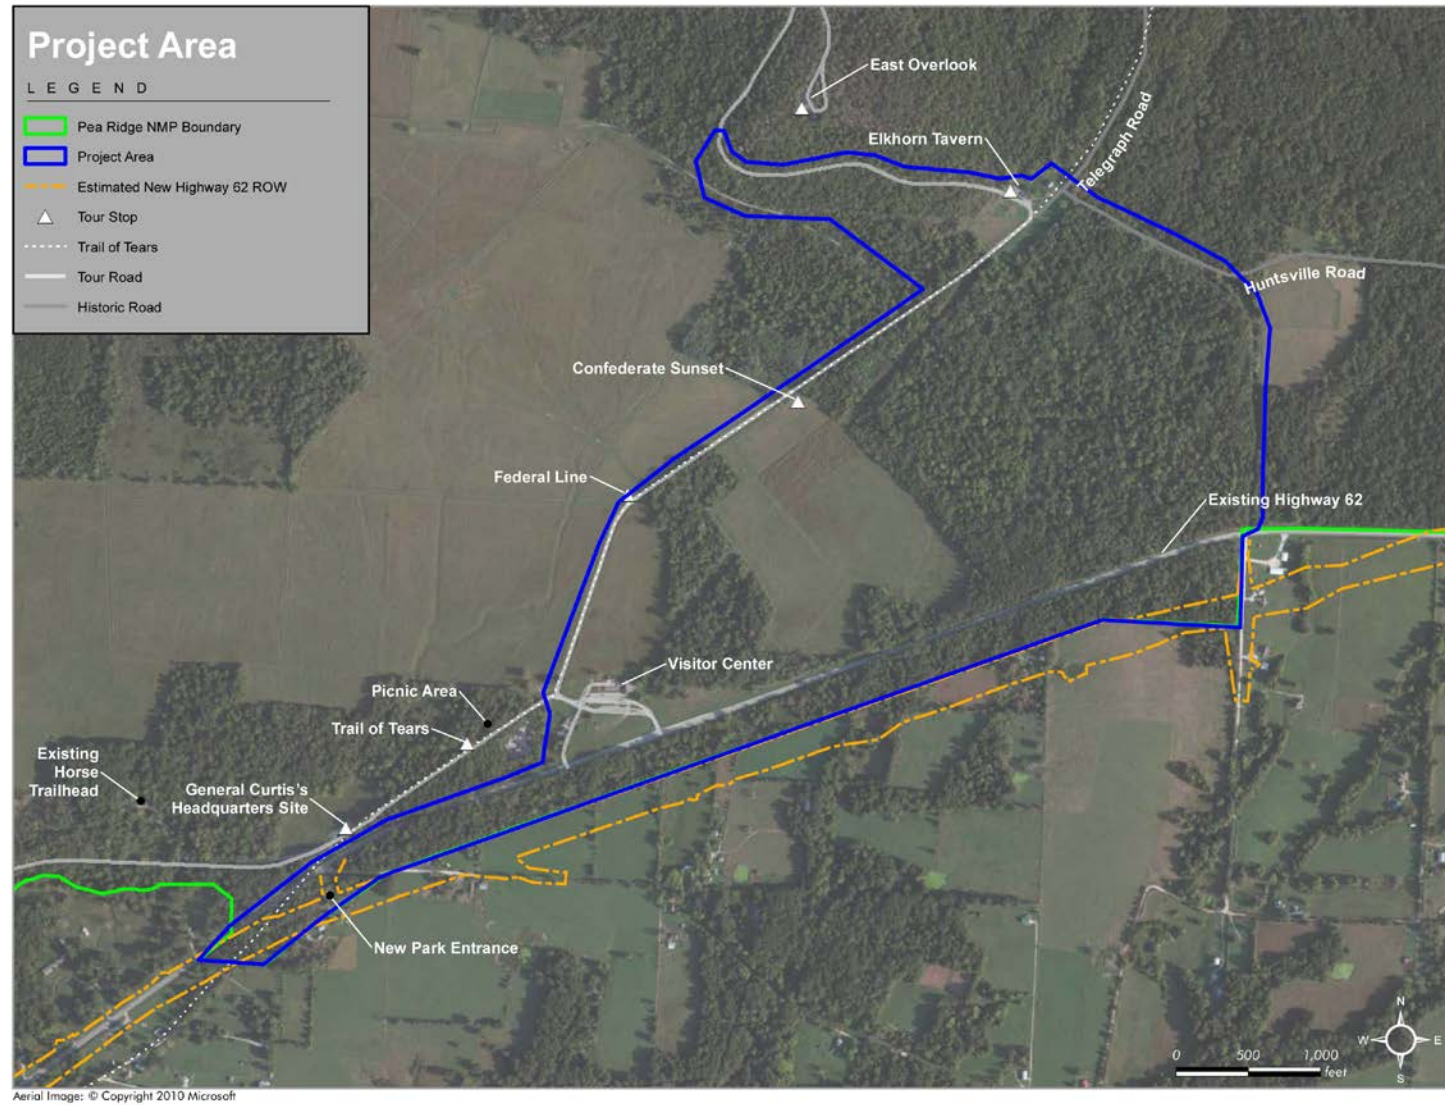 Project Area
LEGEND
Pea Ridge NMP Boundary
Project Area
Estimated New Highway 62 ROW
Tour Stop
Trail of Tears
Tour Road
Historic Road
East Overlook
Elkhorn Tavern
Telegraph Road
Huntsville Road
Confederate Sunset
Federal Line
Existing Highway 62
Visitor Center
Picnic Area
Trail of Tears
Existing
Horse
Trailhead
General Curtis's
Headquarters Site
New Park Entrance
N
W E
S
0 500 1,000
feet
Aerial Image: © Copyright 2010 Microsoft